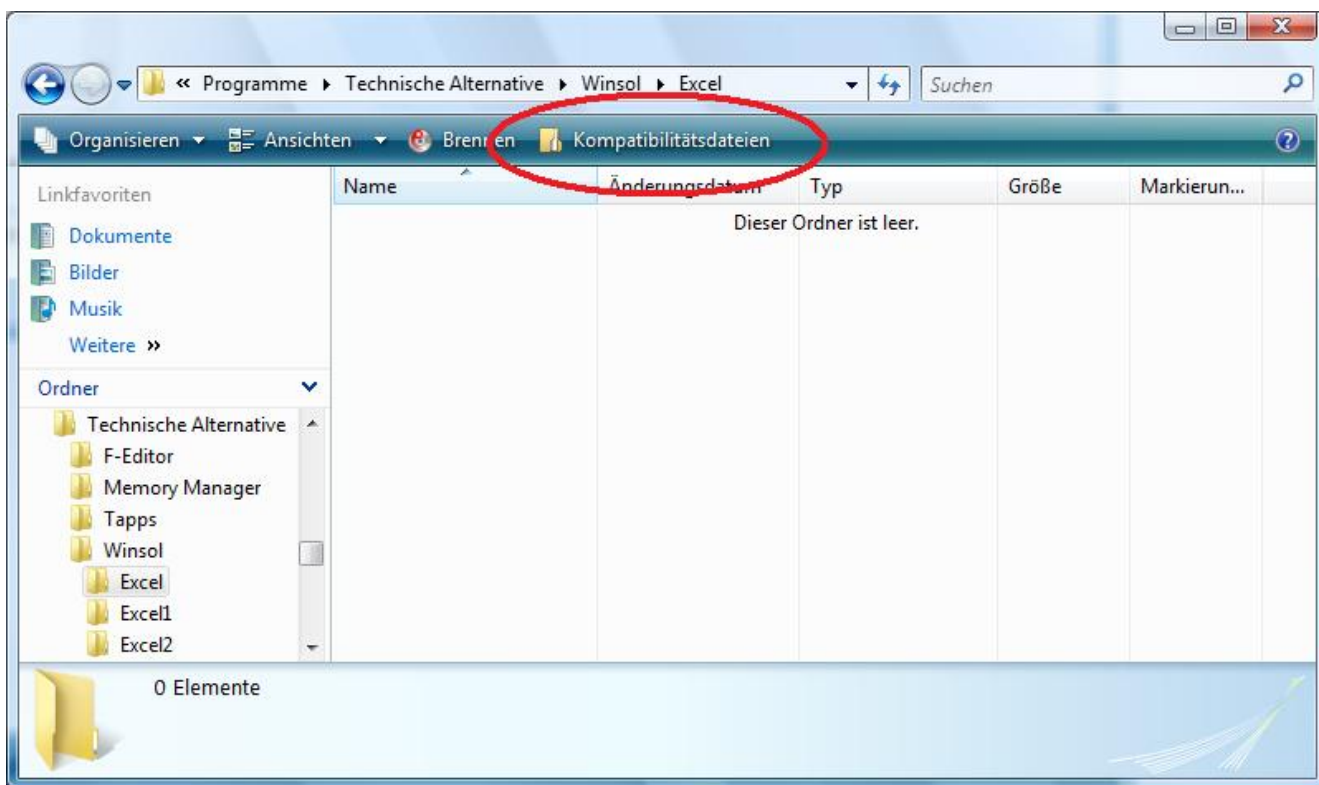 « Programme ▸ Technische Alternative ▸ Winsol ▸ Excel Suchen
Organisieren Ansichten Brennen Kompatibilitätsdateien
Linkfavoriten
Dokumente
Bilder
Musik
Weitere »
Ordner
Technische Alternative
F-Editor
Memory Manager
Tapps
Winsol
Excel
Excel1
Excel2
Name Änderungsdatum Typ Größe Markierun...
Dieser Ordner ist leer.
0 Elemente